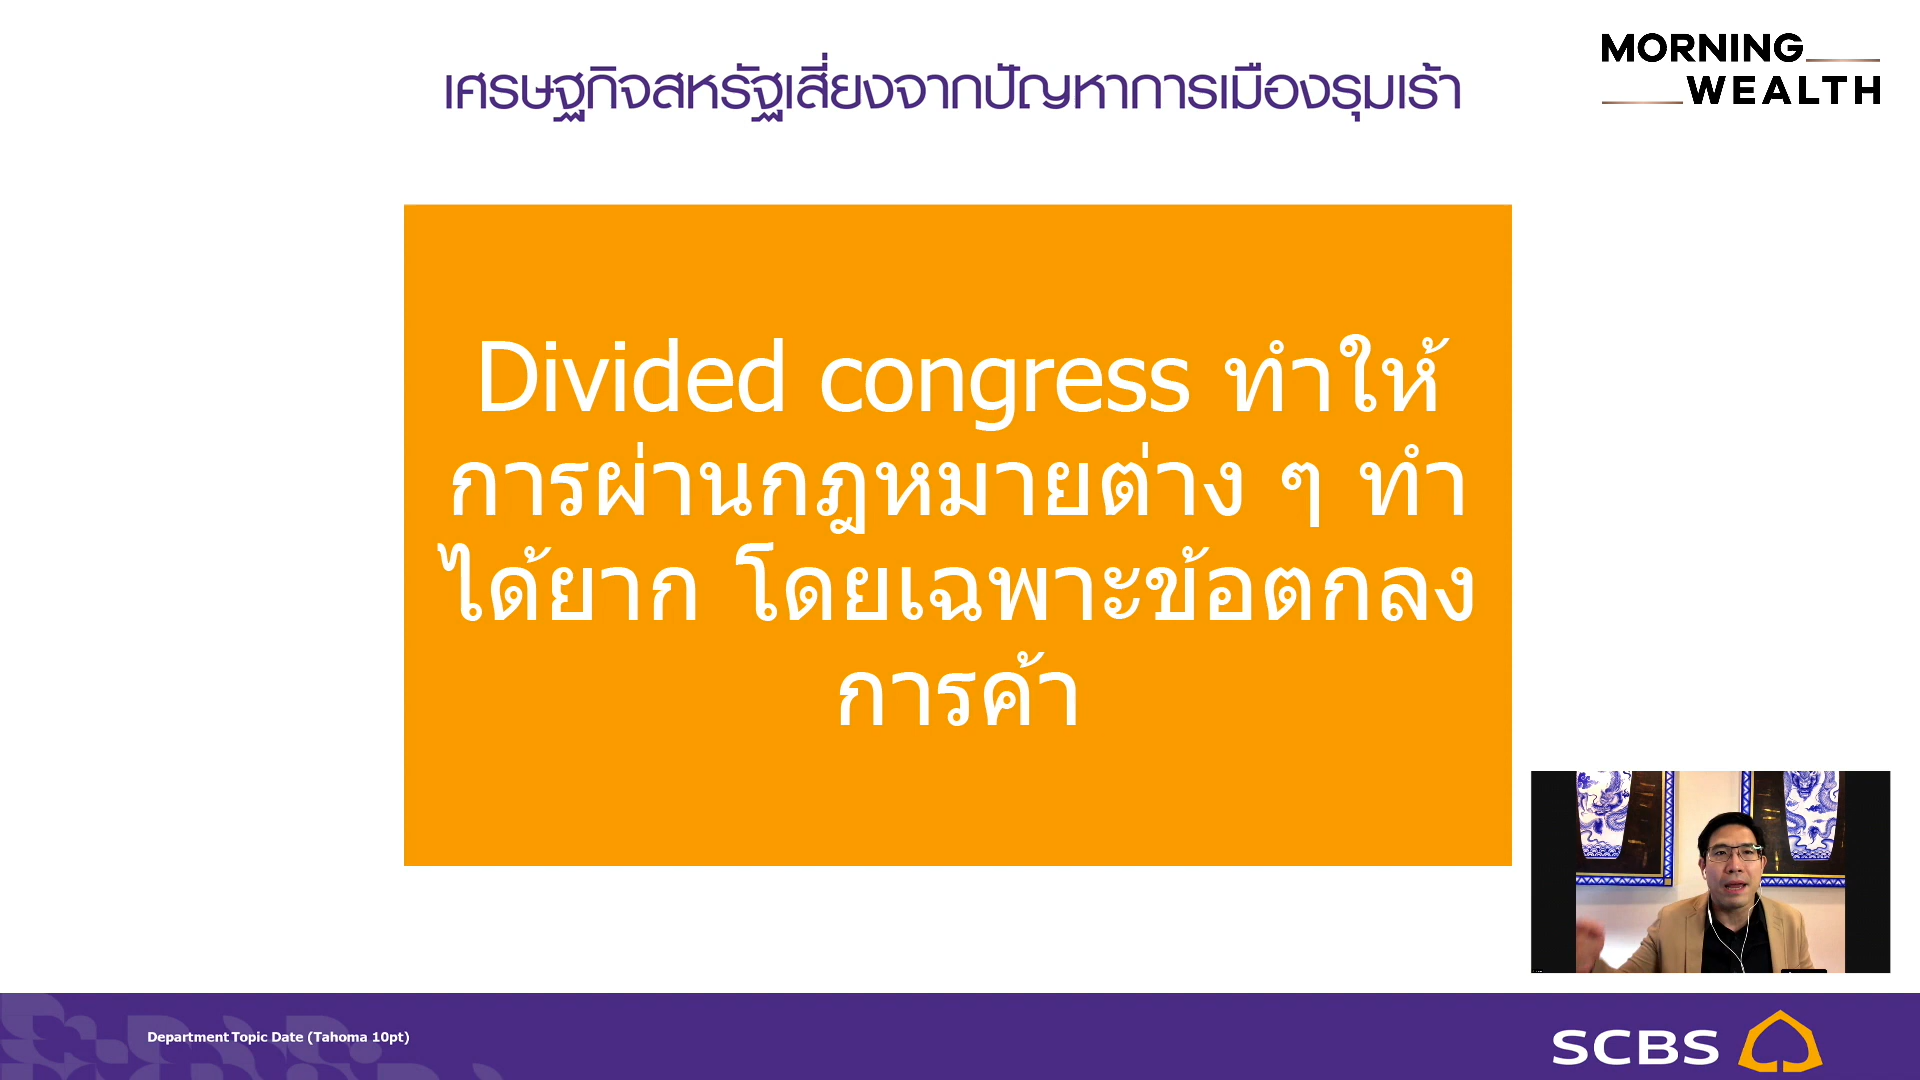 เศรษฐกิจสหรัฐเสี่ยงจากปัญหาการเมืองรุมเร้า
MORNING
WEALTH
Divided congress ทำให้
การผ่านกฎหมายต่าง ๆ ทำ
ได้ยาก โดยเฉพาะข้อตกลง
การค้า
Department Topic Date (Tahoma 10pt)
SCBS